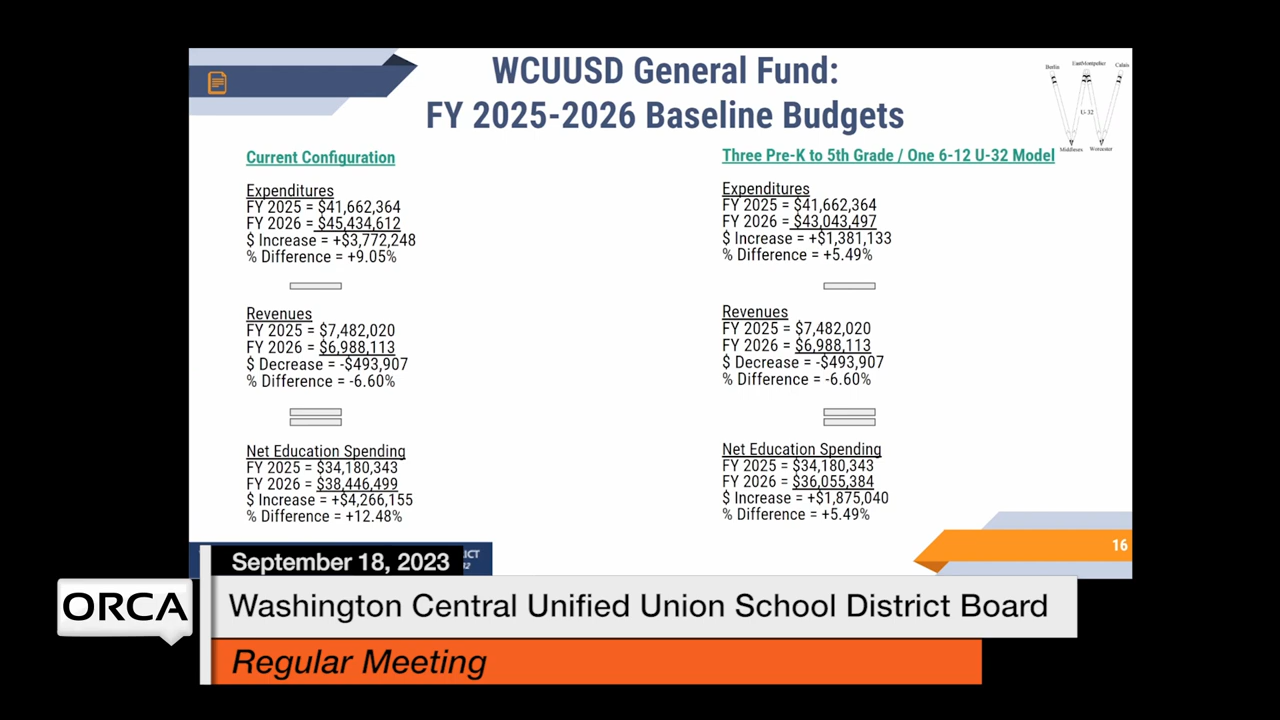 WCUUSD General Fund:
FY 2025-2026 Baseline Budgets
Berlin
EastMontpelier
Calais
U-32
Middlesex
Worcester
Current Configuration
Expenditures
FY 2025 = $41,662,364
FY 2026 = $45,434,612
$ Increase = +$3,772,248
% Difference = +9.05%
Revenues
FY 2025 = $7,482,020
FY 2026 = $6,988,113
$ Decrease = -$493,907
% Difference = -6.60%
Net Education Spending
FY 2025 = $34,180,343
FY 2026 = $38,446,499
$ Increase = +$4,266,155
% Difference = +12.48%
Three Pre-K to 5th Grade / One 6-12 U-32 Model
Expenditures
FY 2025 = $41,662,364
FY 2026 = $43,043,497
$ Increase = +$1,381,133
% Difference = +5.49%
Revenues
FY 2025 = $7,482,020
FY 2026 = $6,988,113
$ Decrease = -$493,907
% Difference = -6.60%
Net Education Spending
FY 2025 = $34,180,343
FY 2026 = $36,055,384
$ Increase = +$1,875,040
% Difference = +5.49%
16
September 18, 2023
ORCA
Washington Central Unified Union School District Board
Regular Meeting